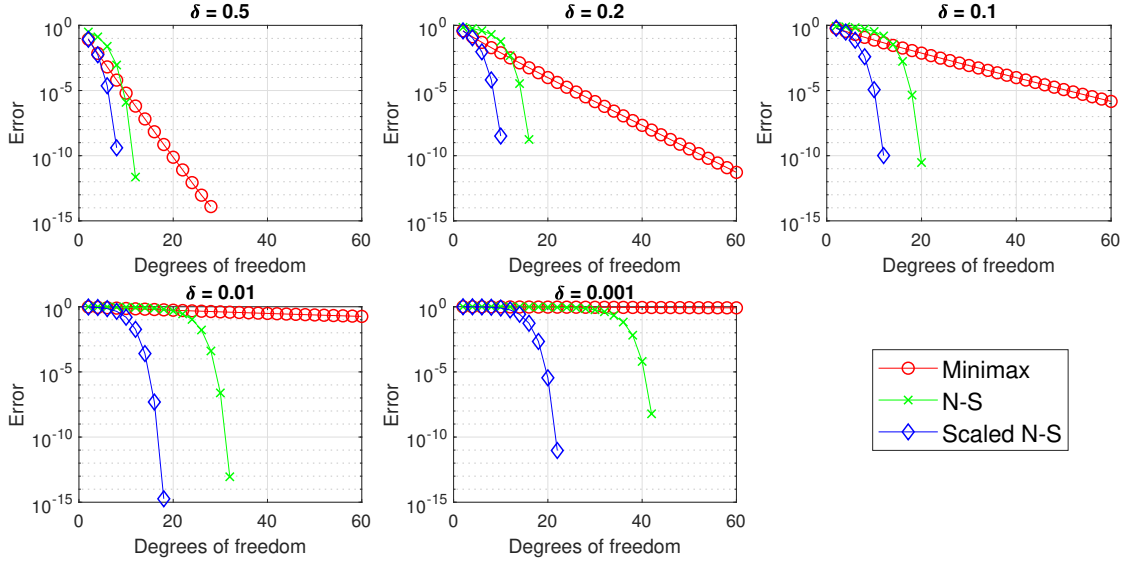 δ = 0.5
Error
10^0
10^-5
10^-10
10^-15
0 20 40 60
Degrees of freedom
δ = 0.2
Error
10^0
10^-5
10^-10
10^-15
0 20 40 60
Degrees of freedom
δ = 0.1
Error
10^0
10^-5
10^-10
10^-15
0 20 40 60
Degrees of freedom
δ = 0.01
Error
10^0
10^-5
10^-10
10^-15
0 20 40 60
Degrees of freedom
δ = 0.001
Error
10^0
10^-5
10^-10
10^-15
0 20 40 60
Degrees of freedom
Minimax
N-S
Scaled N-S